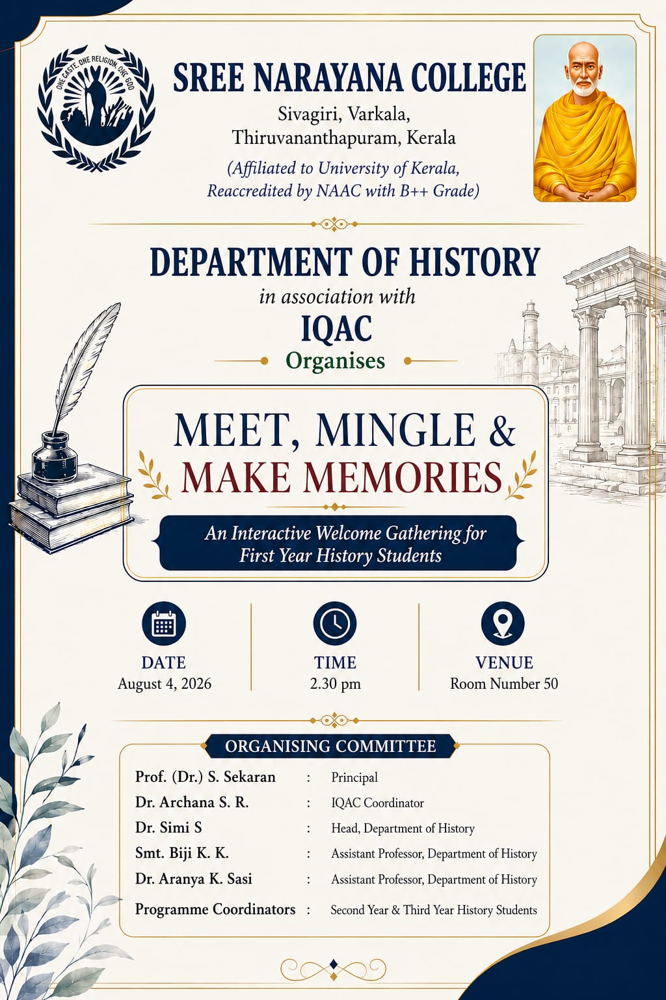 ONE CASTE, ONE RELIGION, ONE GOD
SREE NARAYANA COLLEGE
Sivagiri, Varkala,
Thiruvananthapuram, Kerala
(Affiliated to University of Kerala,
Reaccredited by NAAC with B++ Grade)
DEPARTMENT OF HISTORY
in association with
IQAC
Organises
MEET, MINGLE &
MAKE MEMORIES
An Interactive Welcome Gathering for
First Year History Students
DATE
August 4, 2026
TIME
2.30 pm
VENUE
Room Number 50
ORGANISING COMMITTEE
Prof. (Dr.) S. Sekaran : Principal
Dr. Archana S. R. : IQAC Coordinator
Dr. Simi S : Head, Department of History
Smt. Biji K. K. : Assistant Professor, Department of History
Dr. Aranya K. Sasi : Assistant Professor, Department of History
Programme Coordinators : Second Year & Third Year History Students